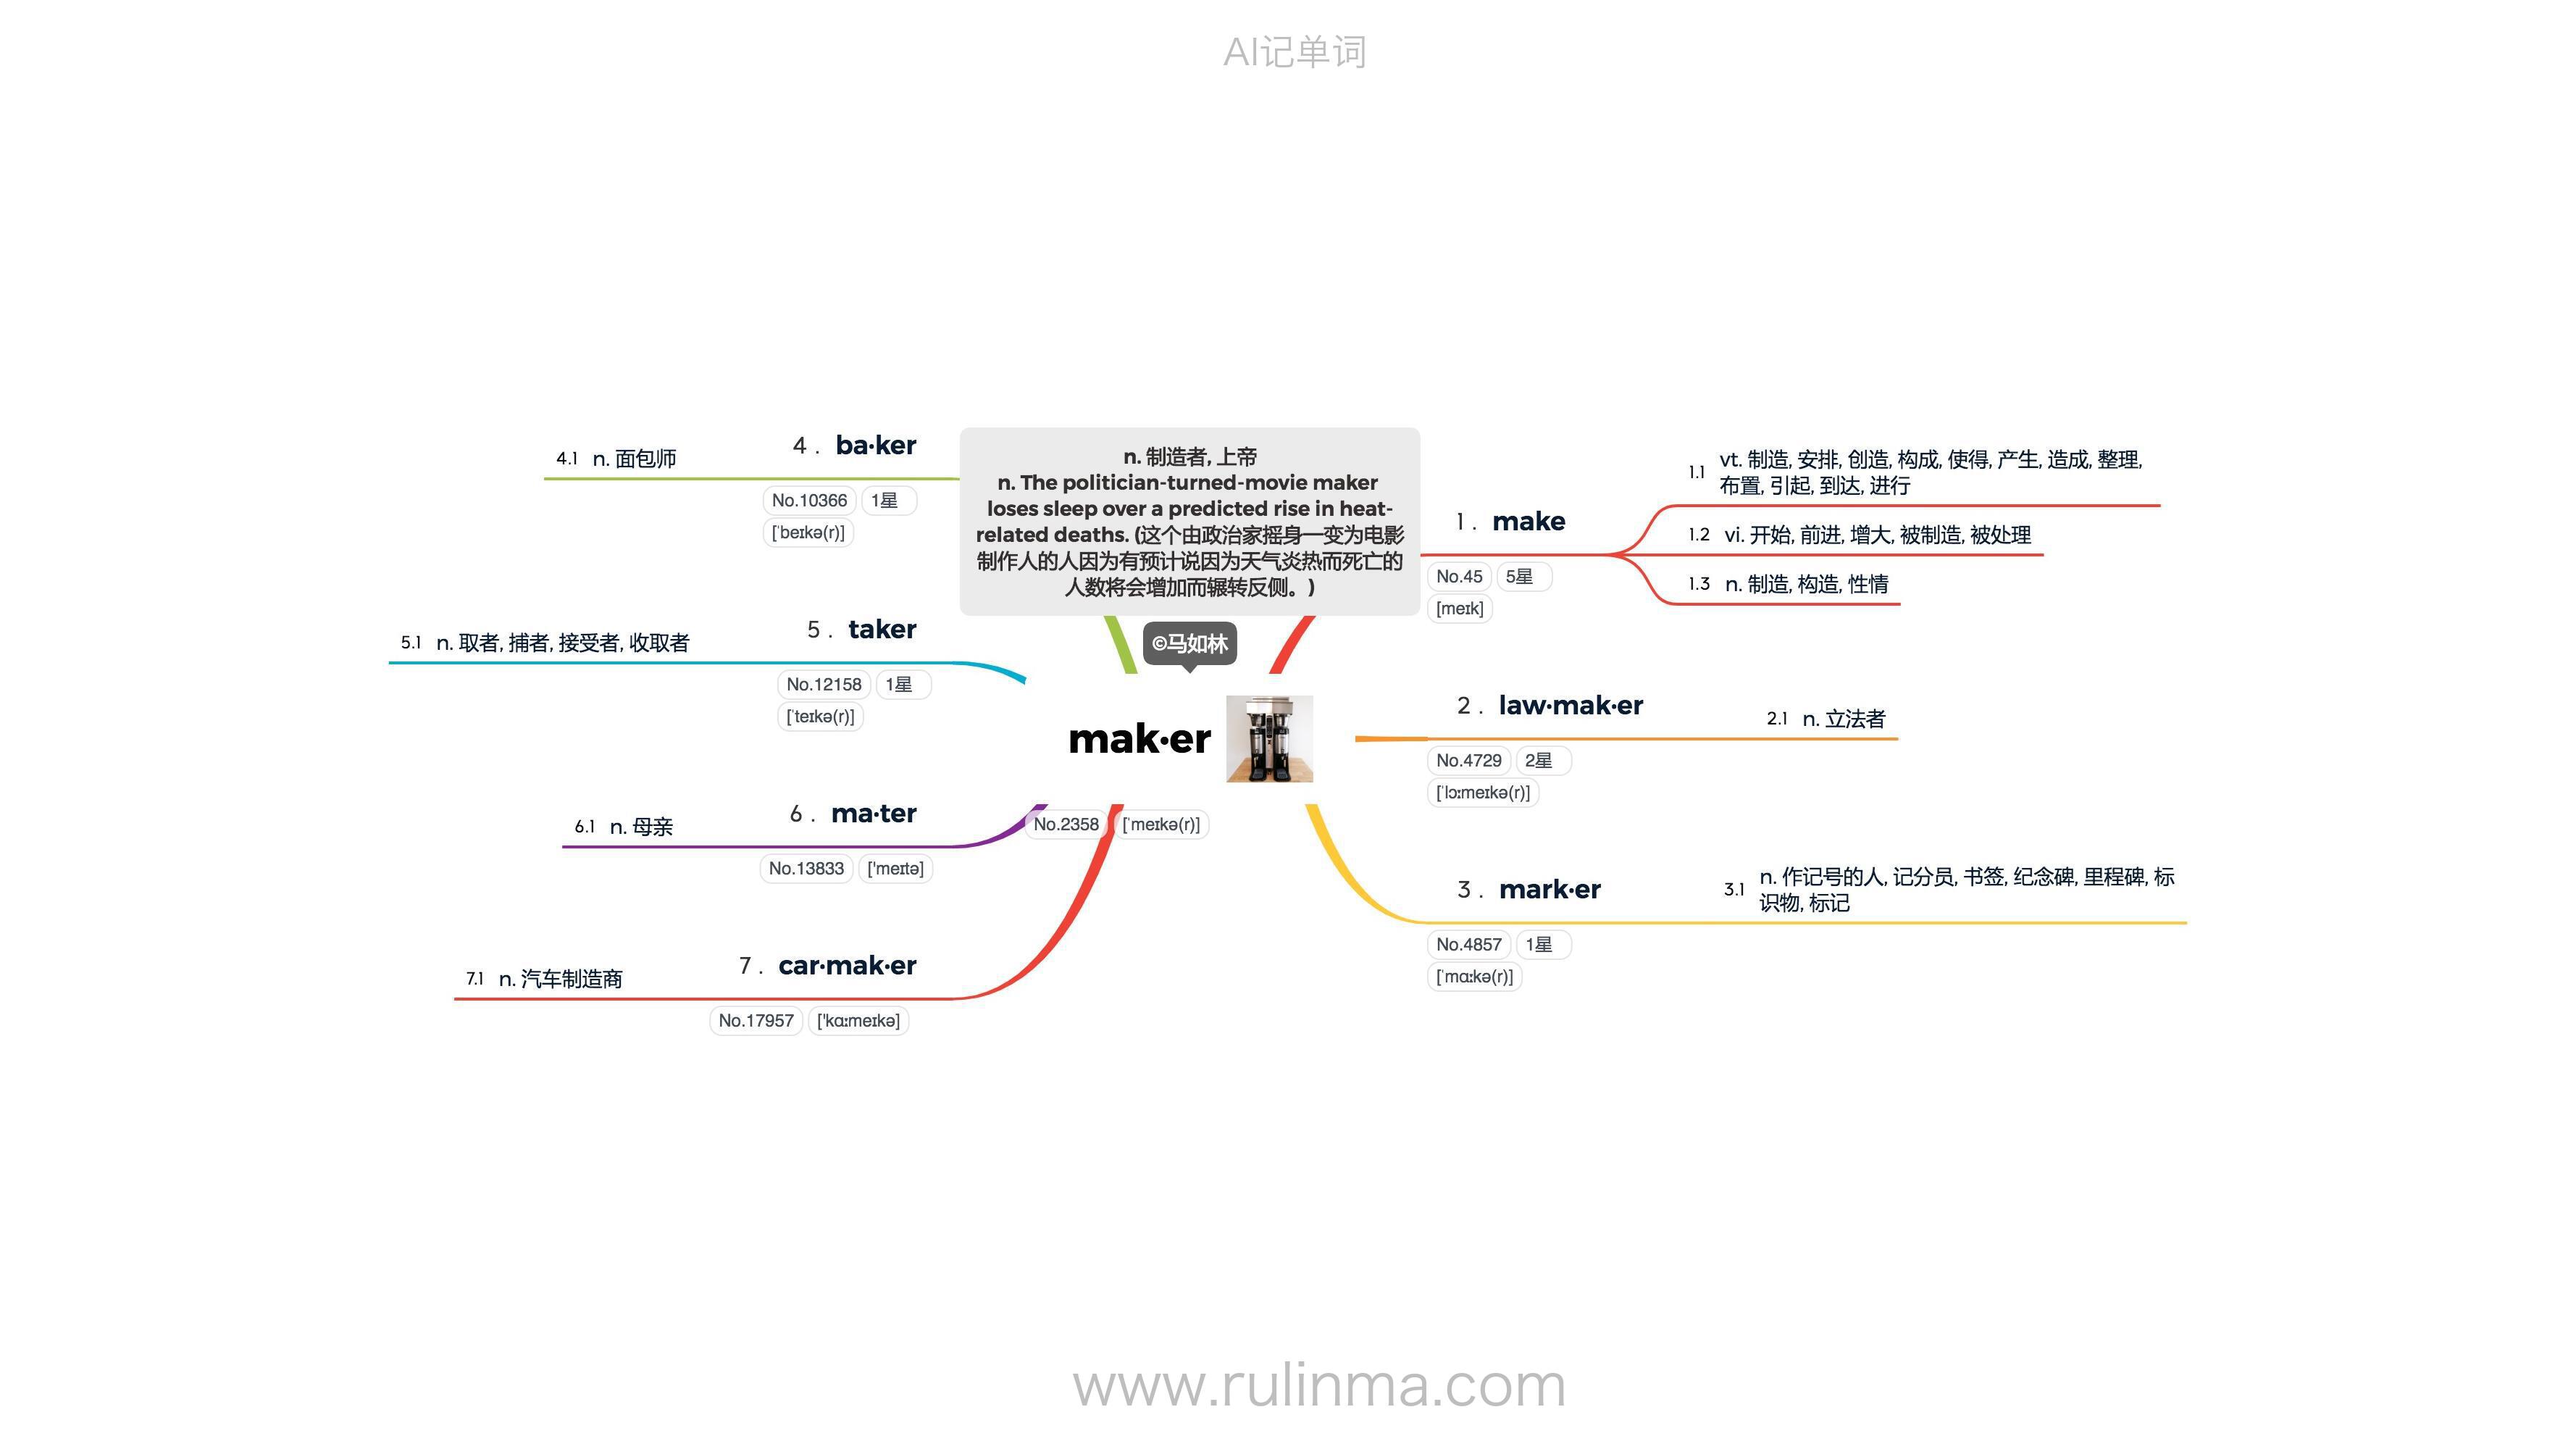 AI记单词
n. 制造者, 上帝
n. The politician-turned-movie maker
loses sleep over a predicted rise in heat-
related deaths. (这个由政治家摇身一变为电影
制作人的人因为有预计说因为天气炎热而死亡的
人数将会增加而辗转反侧。)
©马如林
mak·er
No.2358 [ˈmeɪkə(r)]
1 . make
No.45 5星
[meɪk]
1.1 vt. 制造, 安排, 创造, 构成, 使得, 产生, 造成, 整理,
布置, 引起, 到达, 进行
1.2 vi. 开始, 前进, 增大, 被制造, 被处理
1.3 n. 制造, 构造, 性情
2 . law·mak·er
No.4729 2星
[ˈlɔːmeɪkə(r)]
2.1 n. 立法者
3 . mark·er
No.4857 1星
[ˈmɑːkə(r)]
3.1 n. 作记号的人, 记分员, 书签, 纪念碑, 里程碑, 标
识物, 标记
4 . ba·ker
No.10366 1星
[ˈbeɪkə(r)]
4.1 n. 面包师
5 . taker
No.12158 1星
[ˈteɪkə(r)]
5.1 n. 取者, 捕者, 接受者, 收取者
6 . ma·ter
No.13833 ['meɪtə]
6.1 n. 母亲
7 . car·mak·er
No.17957 ['kɑːmeɪkə]
7.1 n. 汽车制造商
www.rulinma.com